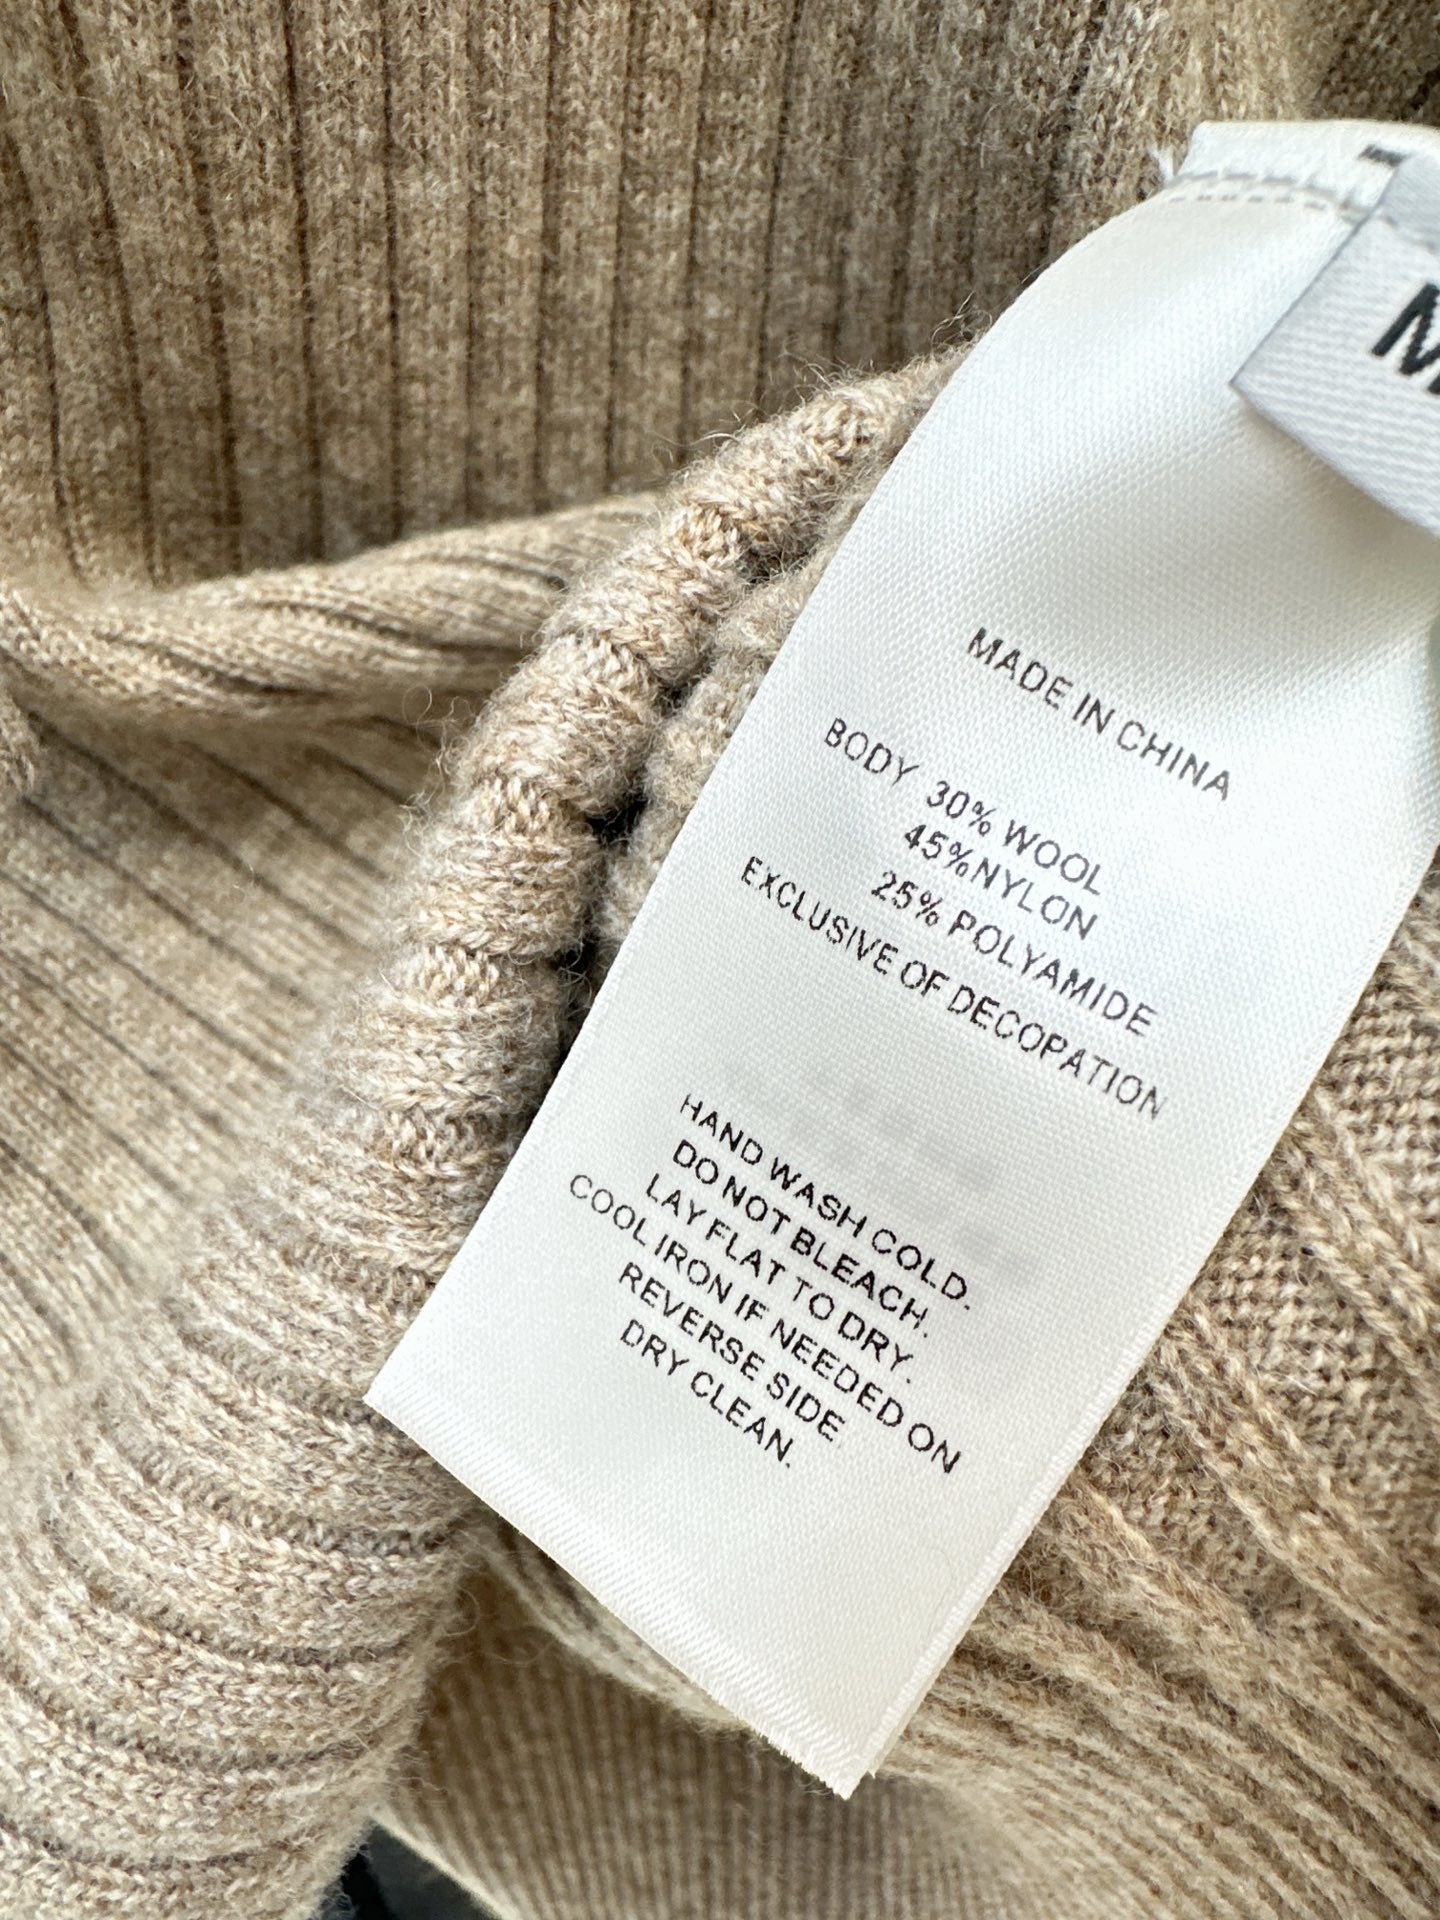 MADE IN CHINA
BODY 30% WOOL
45%NYLON
25% POLYAMIDE
EXCLUSIVE OF DECOPATION
HAND WASH COLD.
DO NOT BLEACH.
LAY FLAT TO DRY.
COOL IRON IF NEEDED ON
REVERSE SIDE
DRY CLEAN.